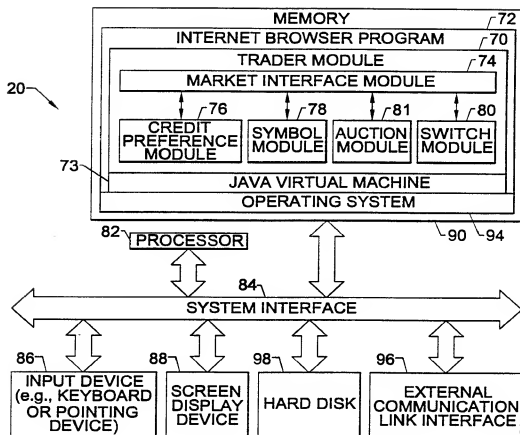 MEMORY
72
INTERNET BROWSER PROGRAM
70
TRADER MODULE
74
MARKET INTERFACE MODULE
20
76
78
81
80
CREDIT
PREFERENCE
MODULE
SYMBOL
MODULE
AUCTION
MODULE
SWITCH
MODULE
73
JAVA VIRTUAL MACHINE
OPERATING SYSTEM
82
PROCESSOR
90
94
84
SYSTEM INTERFACE
86
88
98
96
INPUT DEVICE
(e.g., KEYBOARD
OR POINTING
DEVICE)
SCREEN
DISPLAY
DEVICE
HARD DISK
EXTERNAL
COMMUNICATION
LINK INTERFACE